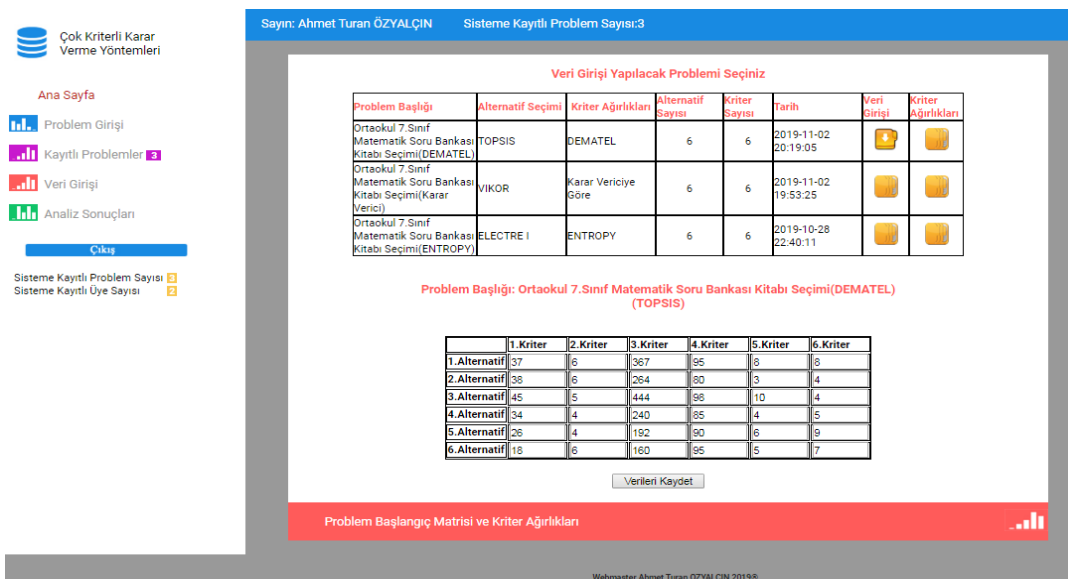 Çok Kriterli Karar
Verme Yöntemleri
Ana Sayfa
Problem Girişi
Kayıtlı Problemler 3
Veri Girişi
Analiz Sonuçları
Çıkış
Sisteme Kayıtlı Problem Sayısı 3
Sisteme Kayıtlı Üye Sayısı 2
Sayın: Ahmet Turan ÖZYALÇIN Sisteme Kayıtlı Problem Sayısı:3
Veri Girişi Yapılacak Problemi Seçiniz
Problem Başlığı Alternatif Seçimi Kriter Ağırlıkları Alternatif Sayısı Kriter Sayısı Tarih Veri Girişi Kriter Ağırlıkları
Ortaokul 7.Sınıf
Matematik Soru Bankası TOPSIS DEMATEL 6 6 2019-11-02 20:19:05
Kitabı Seçimi(DEMATEL)
Ortaokul 7.Sınıf
Matematik Soru Bankası
Kitabı Seçimi(Karar VIKOR Karar Vericiye Göre 6 6 2019-11-02 19:53:25
Verici)
Ortaokul 7.Sınıf
Matematik Soru Bankası ELECTRE I ENTROPY 6 6 2019-10-28 22:40:11
Kitabı Seçimi(ENTROPY)
Problem Başlığı: Ortaokul 7.Sınıf Matematik Soru Bankası Kitabı Seçimi(DEMATEL)
(TOPSIS)
1.Kriter 2.Kriter 3.Kriter 4.Kriter 5.Kriter 6.Kriter
1.Alternatif 37 6 367 95 8 8
2.Alternatif 38 6 264 80 3 4
3.Alternatif 45 5 444 98 10 4
4.Alternatif 34 4 240 85 4 5
5.Alternatif 26 4 192 90 6 9
6.Alternatif 18 6 160 95 5 7
Verileri Kaydet
Problem Başlangıç Matrisi ve Kriter Ağırlıkları
Webmaster Ahmet Turan ÖZYALÇIN 2019®